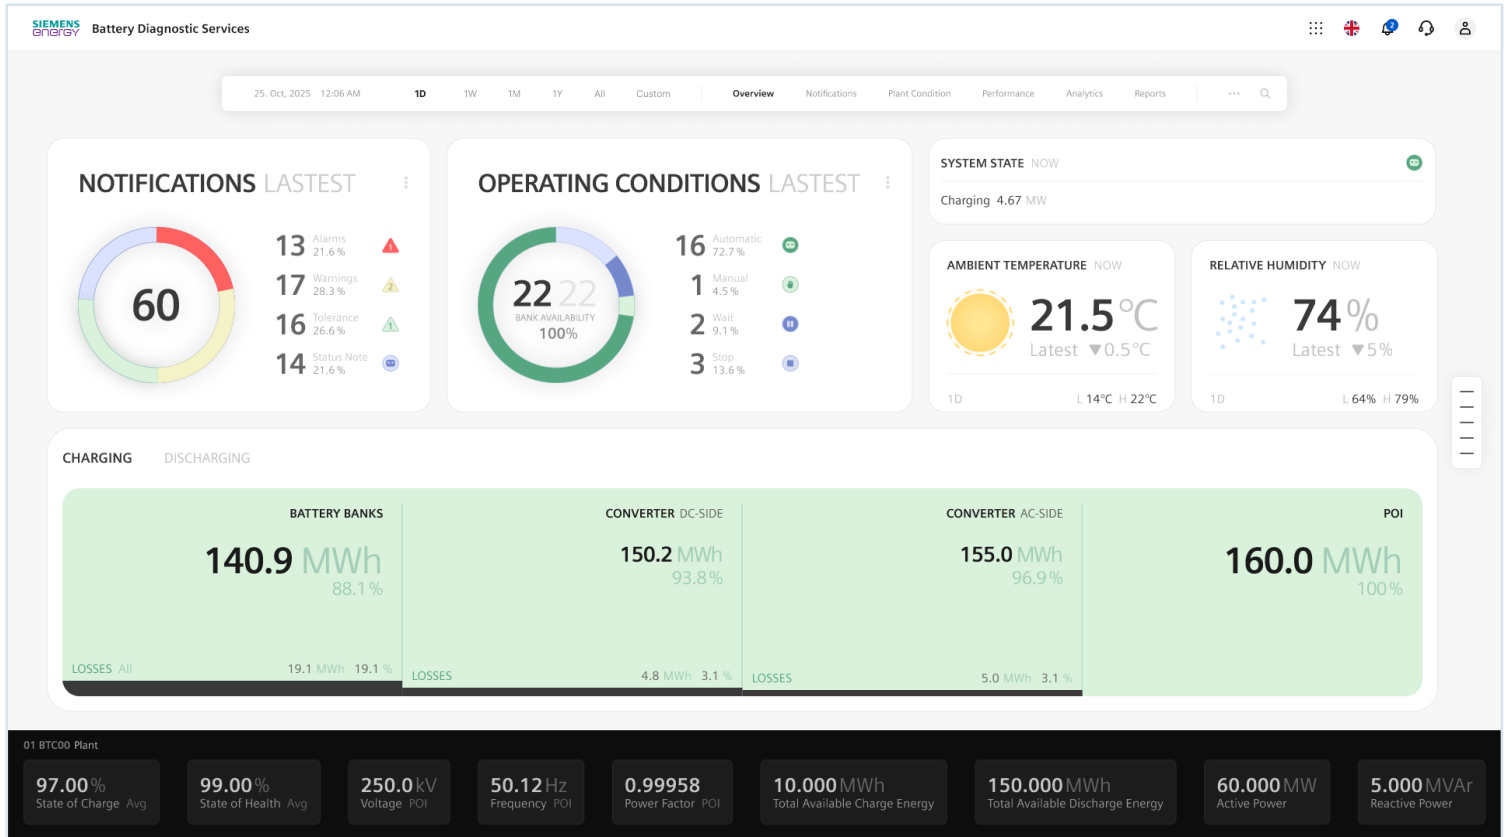 SIEMENS
energy
Battery Diagnostic Services
2
25. Oct, 2025 12:06 AM 1D 1W 1M 1Y All Custom Overview Notifications Plant Condition Performance Analytics Reports
NOTIFICATIONS LASTEST
60
13 Alarms
21.6 %
1
17 Warnings
28.3 %
2
16 Tolerance
26.6 %
1
14 Status Note
21.6 %
OPERATING CONDITIONS LASTEST
22 22
BANK AVAILABILITY
100%
16 Automatic
72.7 %
1 Manual
4.5 %
2 Wait
9.1 %
3 Stop
13.6 %
SYSTEM STATE NOW
Charging 4.67 MW
AMBIENT TEMPERATURE NOW
21.5°C
Latest ▼0.5°C
1D L 14°C H 22°C
RELATIVE HUMIDITY NOW
74 %
Latest ▼5%
1D L 64% H 79%
CHARGING DISCHARGING
BATTERY BANKS
140.9 MWh
88.1 %
LOSSES All 19.1 MWh 19.1 %
CONVERTER DC-SIDE
150.2 MWh
93.8 %
LOSSES 4.8 MWh 3.1 %
CONVERTER AC-SIDE
155.0 MWh
96.9 %
LOSSES 5.0 MWh 3.1 %
POI
160.0 MWh
100 %
01 BTC00 Plant
97.00 %
State of Charge Avg
99.00 %
State of Health Avg
250.0 kV
Voltage POI
50.12 Hz
Frequency POI
0.99958
Power Factor POI
10.000 MWh
Total Available Charge Energy
150.000 MWh
Total Available Discharge Energy
60.000 MW
Active Power
5.000 MVAr
Reactive Power